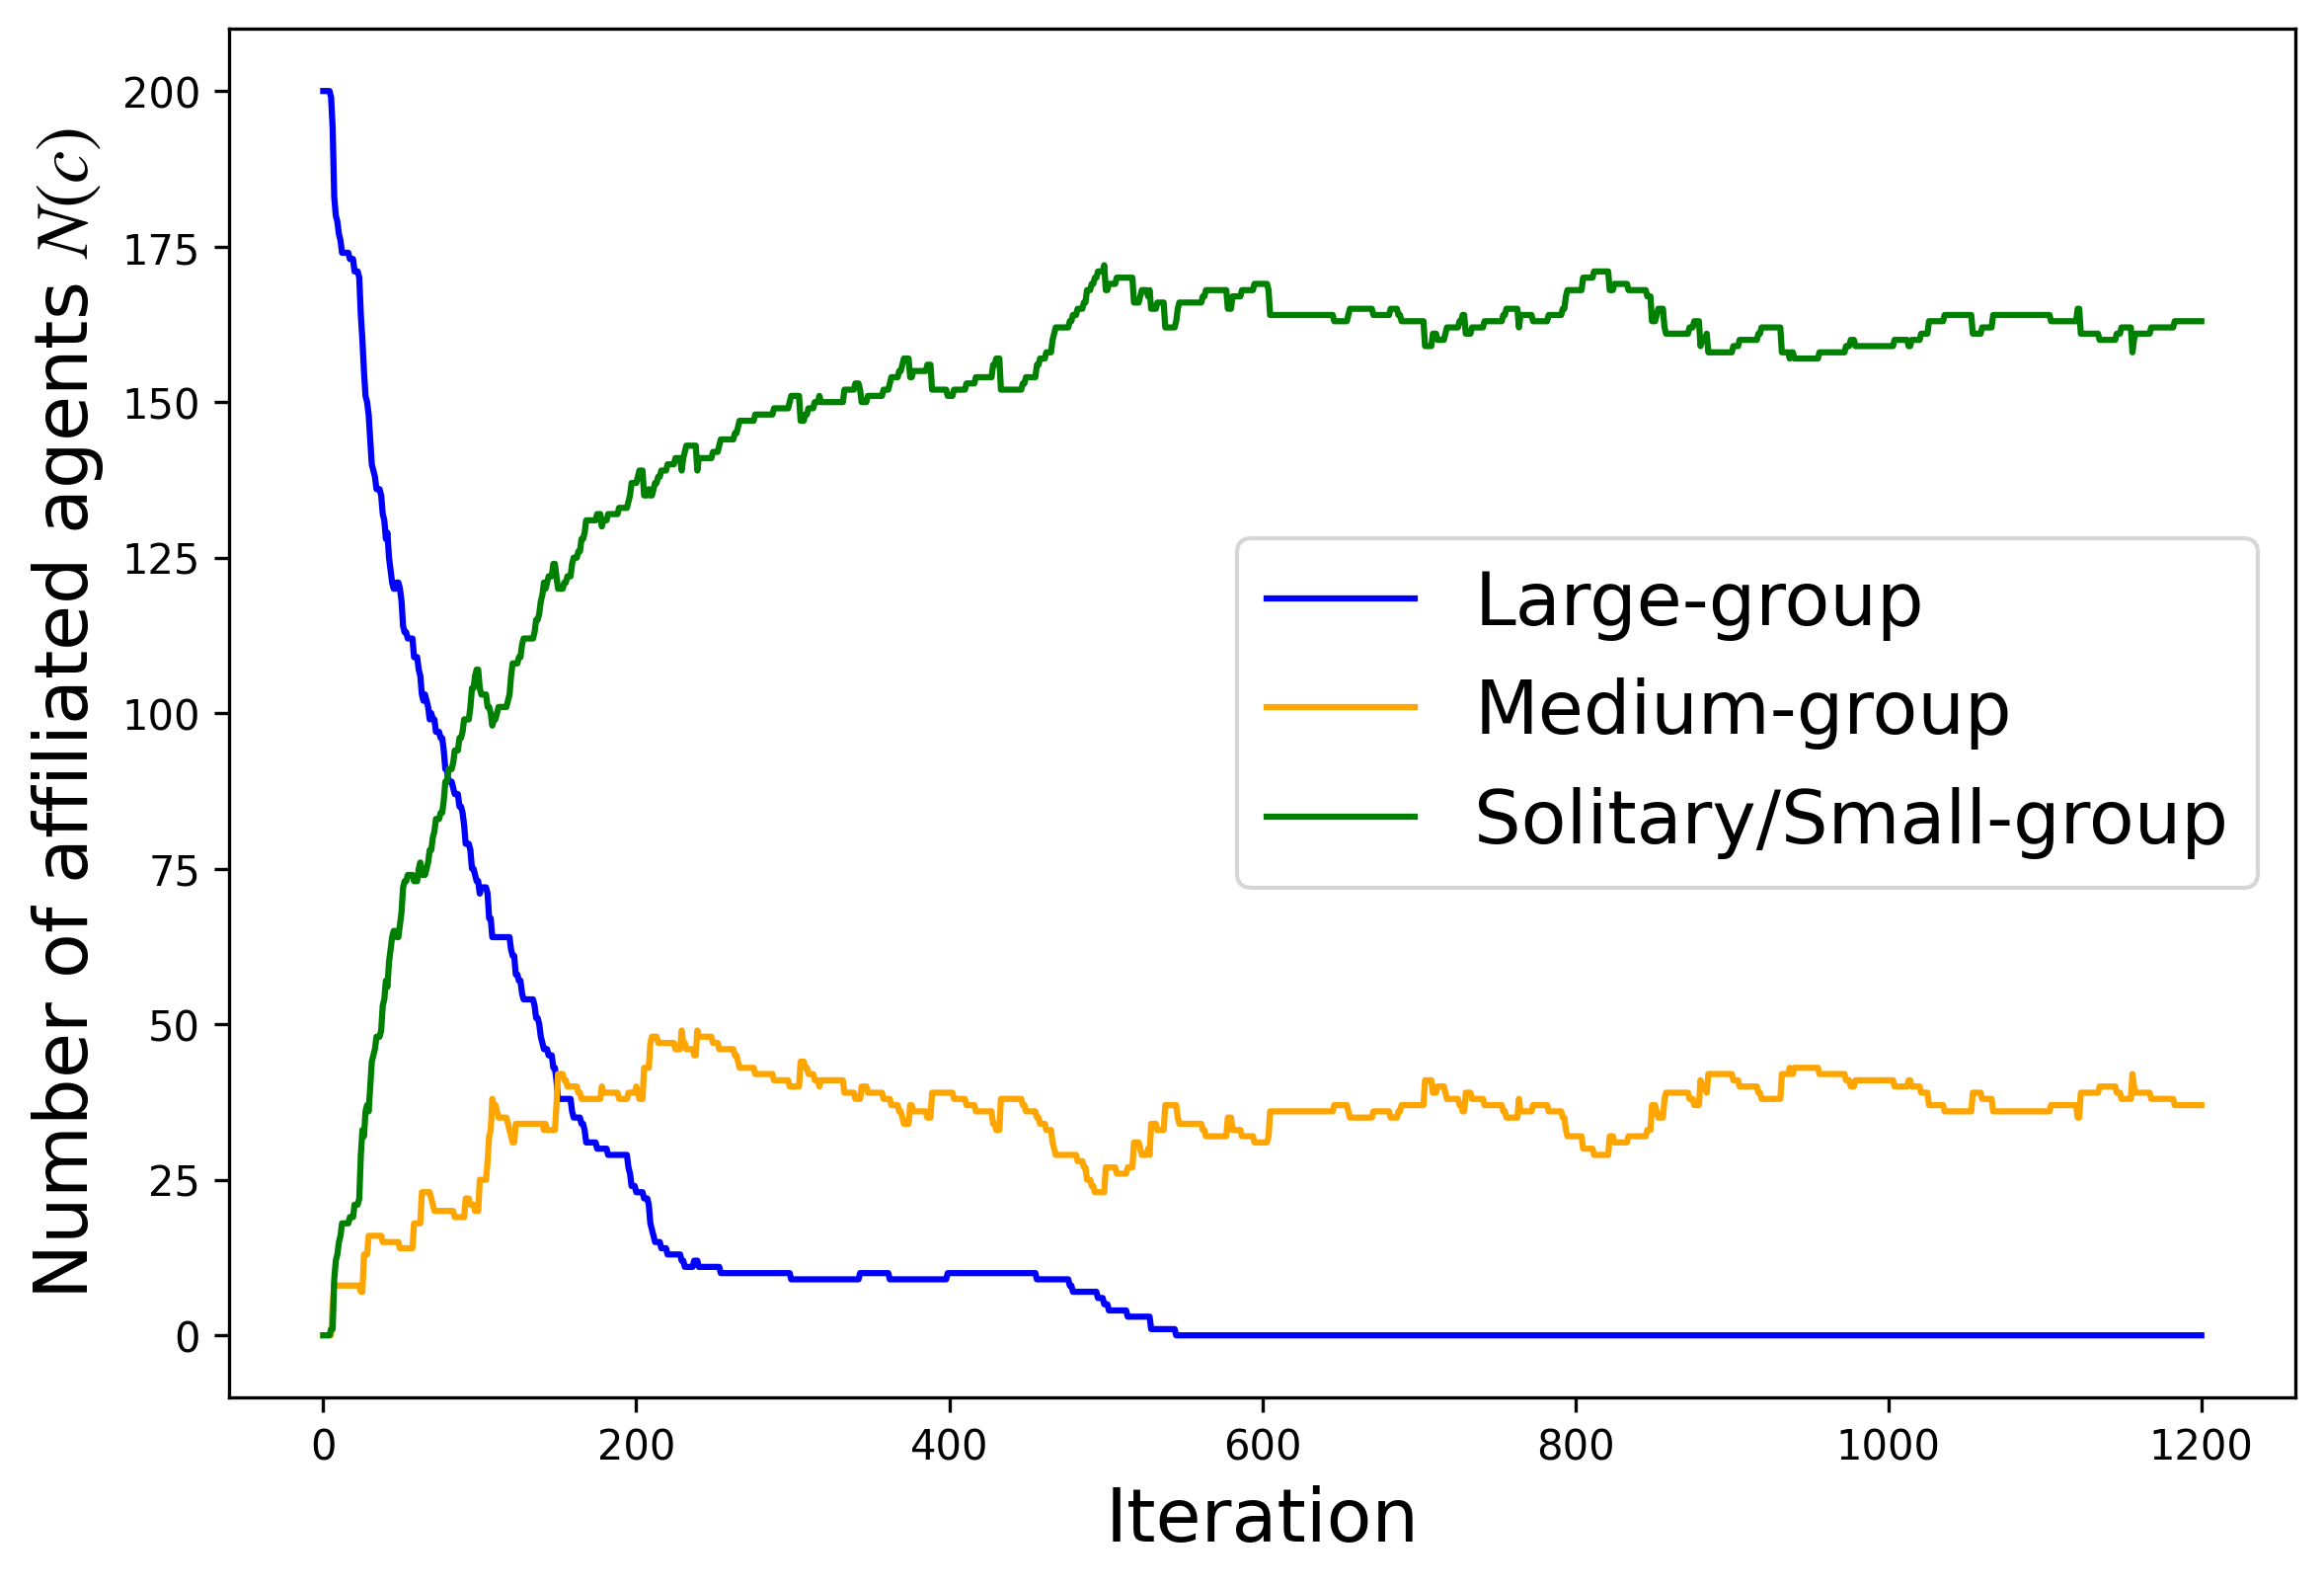 Number of affiliated agents N(c)
200
175
150
125
100
75
50
25
0
Large-group
Medium-group
Solitary/Small-group
0 200 400 600 800 1000 1200
Iteration